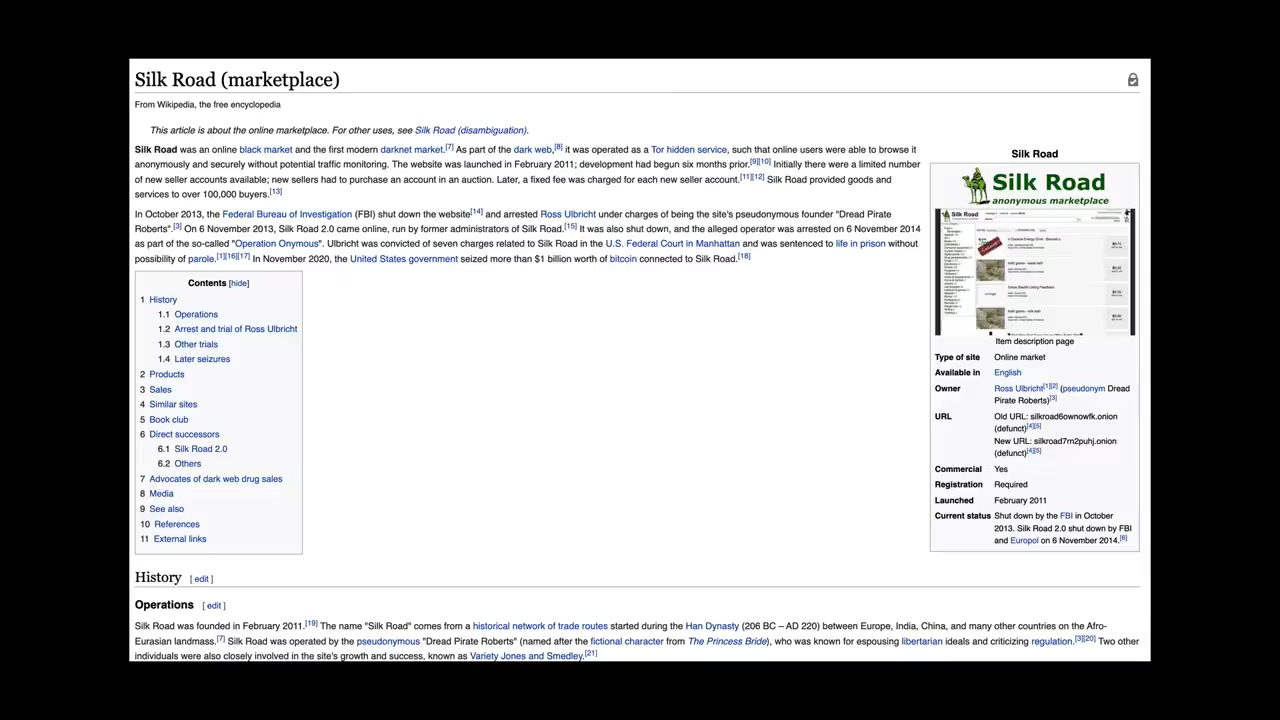 Silk Road (marketplace)
From Wikipedia, the free encyclopedia
This article is about the online marketplace. For other uses, see Silk Road (disambiguation).
Silk Road was an online black market and the first modern darknet market.[7] As part of the dark web,[8] it was operated as a Tor hidden service, such that online users were able to browse it
anonymously and securely without potential traffic monitoring. The website was launched in February 2011; development had begun six months prior.[9][10] Initially there were a limited number
of new seller accounts available; new sellers had to purchase an account in an auction. Later, a fixed fee was charged for each new seller account.[11][12] Silk Road provided goods and
services to over 100,000 buyers.[13]
In October 2013, the Federal Bureau of Investigation (FBI) shut down the website[14] and arrested Ross Ulbricht under charges of being the site's pseudonymous founder "Dread Pirate
Roberts".[3] On 6 November 2013, Silk Road 2.0 came online, run by former administrators of Silk Road.[15] It was also shut down, and the alleged operator was arrested on 6 November 2014
as part of the so-called "Operation Onymous". Ulbricht was convicted of seven charges related to Silk Road in the U.S. Federal Court in Manhattan and was sentenced to life in prison without
possibility of parole.[1][16][17] In November 2020, the United States government seized more than $1 billion worth of bitcoin connected to Silk Road.[18]
Contents [hide]
1 History
1.1 Operations
1.2 Arrest and trial of Ross Ulbricht
1.3 Other trials
1.4 Later seizures
2 Products
3 Sales
4 Similar sites
5 Book club
6 Direct successors
6.1 Silk Road 2.0
6.2 Others
7 Advocates of dark web drug sales
8 Media
9 See also
10 References
11 External links
Silk Road
Silk Road
anonymous marketplace
Silk Road
Item description page
Type of site Online market
Available in English
Owner Ross Ulbricht[1][2] (pseudonym Dread
Pirate Roberts)[3]
URL Old URL: silkroad6ownowfk.onion
(defunct)[4][5]
New URL: silkroad7rn2puhj.onion
(defunct)[4][5]
Commercial Yes
Registration Required
Launched February 2011
Current status Shut down by the FBI in October
2013. Silk Road 2.0 shut down by FBI
and Europol on 6 November 2014.[6]
History [ edit ]
Operations [ edit ]
Silk Road was founded in February 2011.[19] The name "Silk Road" comes from a historical network of trade routes started during the Han Dynasty (206 BC – AD 220) between Europe, India, China, and many other countries on the Afro-
Eurasian landmass.[7] Silk Road was operated by the pseudonymous "Dread Pirate Roberts" (named after the fictional character from The Princess Bride), who was known for espousing libertarian ideals and criticizing regulation.[3][20] Two other
individuals were also closely involved in the site's growth and success, known as Variety Jones and Smedley.[21]